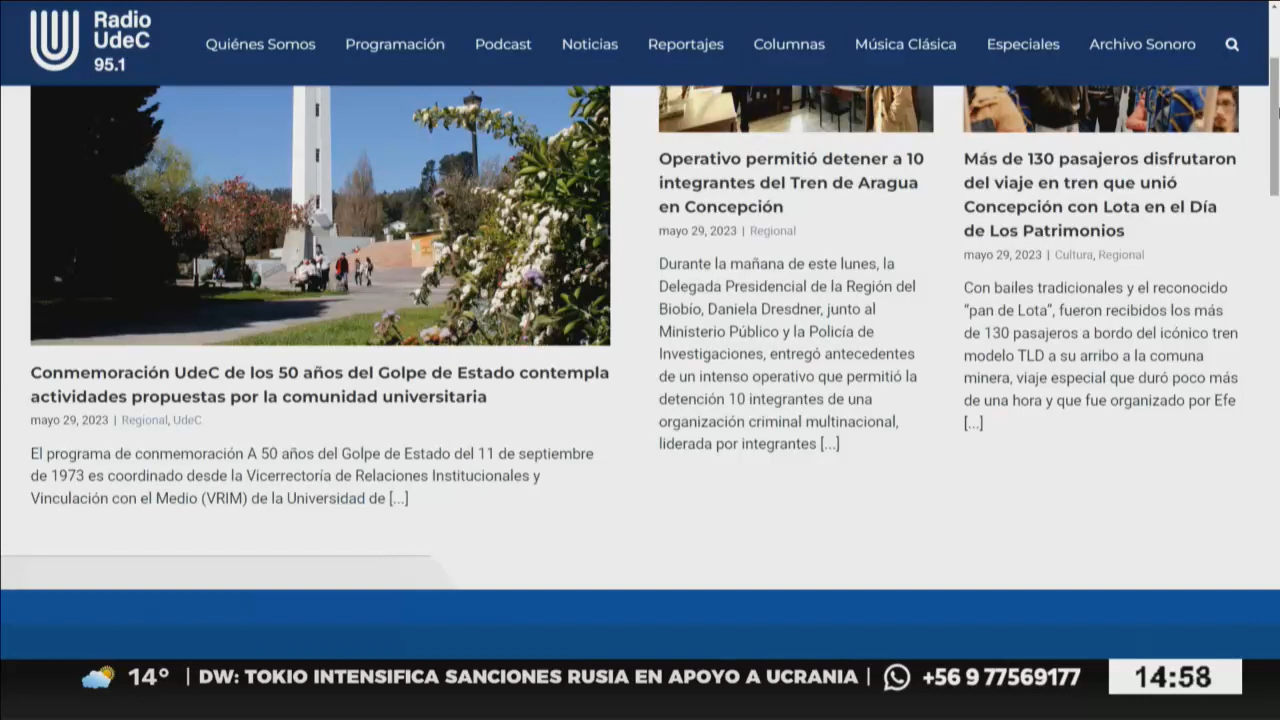 Radio
UdeC
95.1
Quiénes Somos
Programación
Podcast
Noticias
Reportajes
Columnas
Música Clásica
Especiales
Archivo Sonoro
Conmemoración UdeC de los 50 años del Golpe de Estado contempla
actividades propuestas por la comunidad universitaria
mayo 29, 2023 | Regional, UdeC
El programa de conmemoración A 50 años del Golpe de Estado del 11 de septiembre
de 1973 es coordinado desde la Vicerrectoría de Relaciones Institucionales y
Vinculación con el Medio (VRIM) de la Universidad de [...]
Operativo permitió detener a 10
integrantes del Tren de Aragua
en Concepción
mayo 29, 2023 | Regional
Durante la mañana de este lunes, la
Delegada Presidencial de la Región del
Biobío, Daniela Dresdner, junto al
Ministerio Público y la Policía de
Investigaciones, entregó antecedentes
de un intenso operativo que permitió la
detención 10 integrantes de una
organización criminal multinacional,
liderada por integrantes [...]
Más de 130 pasajeros disfrutaron
del viaje en tren que unió
Concepción con Lota en el Día
de Los Patrimonios
mayo 29, 2023 | Cultura, Regional
Con bailes tradicionales y el reconocido
“pan de Lota”, fueron recibidos los más
de 130 pasajeros a bordo del icónico tren
modelo TLD a su arribo a la comuna
minera, viaje especial que duró poco más
de una hora y que fue organizado por Efe
[...]
14° | DW: TOKIO INTENSIFICA SANCIONES RUSIA EN APOYO A UCRANIA | +56 9 77569177
14:58